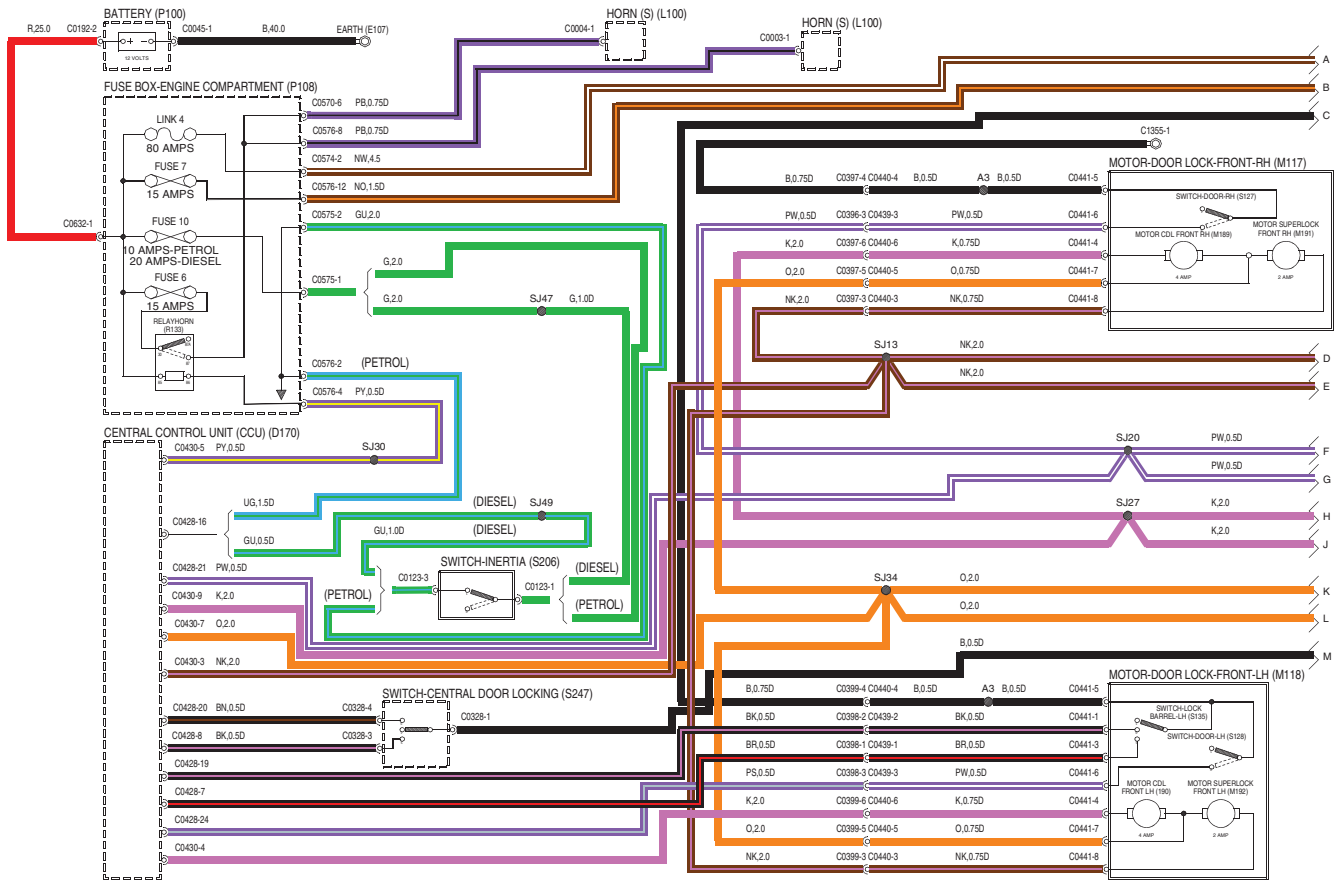 BATTERY (P100)
HORN (S) (L100)
HORN (S) (L100)
R,25.0 C0192-2
C0045-1 B,40.0 EARTH (E107)
C0004-1
C0003-1
12 VOLTS
A
FUSE BOX-ENGINE COMPARTMENT (P108)
B
C0570-6 PB,0.75D
C
LINK 4
80 AMPS
C0576-8 PB,0.75D
C1355-1
C0574-2 NW,4.5
MOTOR-DOOR LOCK-FRONT-RH (M117)
FUSE 7
15 AMPS
C0576-12 NO,1.5D
B,0.75D C0397-4 C0440-4 B,0.5D A3 B,0.5D C0441-5
SWITCH-DOOR-RH (S127)
C0575-2 GU,2.0
PW,0.5D C0396-3 C0439-3 PW,0.5D C0441-6
C0632-1
FUSE 10
10 AMPS-PETROL
20 AMPS-DIESEL
MOTOR CDL FRONT RH (M189)
MOTOR SUPERLOCK
FRONT RH (M191)
K,2.0 C0397-6 C0440-6 K,0.75D C0441-4
G,2.0
4 AMP
2 AMP
O,2.0 C0397-5 C0440-5 O,0.75D C0441-7
C0575-1
FUSE 6
15 AMPS
G,2.0 SJ47 G,1.0D
NK,2.0 C0397-3 C0440-3 NK,0.75D C0441-8
RELAYHORN
(R133)
SJ13 NK,2.0
D
C0576-2 (PETROL)
NK,2.0
E
C0576-4 PY,0.5D
CENTRAL CONTROL UNIT (CCU) (D170)
C0430-5 PY,0.5D SJ30
SJ20 PW,0.5D
F
PW,0.5D
G
UG,1.5D
(DIESEL) SJ49
SJ27 K,2.0
H
C0428-16
GU,1.0D (DIESEL)
K,2.0
J
GU,0.5D
SWITCH-INERTIA (S206)
C0428-21 PW,0.5D
C0123-3
C0123-1
(DIESEL)
SJ34 O,2.0
K
C0430-9 K,2.0
(PETROL)
(PETROL)
O,2.0
L
C0430-7 O,2.0
B,0.5D
M
C0430-3 NK,2.0
MOTOR-DOOR LOCK-FRONT-LH (M118)
SWITCH-CENTRAL DOOR LOCKING (S247)
B,0.75D C0399-4 C0440-4 B,0.5D A3 B,0.5D C0441-5
C0428-20 BN,0.5D C0328-4
C0328-1
BK,0.5D C0398-2 C0439-2 BK,0.5D C0441-1
SWITCH-LOCK
BARREL-LH (S135)
C0428-8 BK,0.5D C0328-3
SWITCH-DOOR-LH (S128)
BR,0.5D C0398-1 C0439-1 BR,0.5D C0441-3
C0428-19
PS,0.5D C0398-3 C0439-3 PW,0.5D C0441-6
C0428-7
MOTOR CDL
FRONT LH (190)
MOTOR SUPERLOCK
FRONT LH (M192)
K,2.0 C0399-6 C0440-6 K,0.75D C0441-4
C0428-24
4 AMP
2 AMP
O,2.0 C0399-5 C0440-5 O,0.75D C0441-7
C0430-4
NK,2.0 C0399-3 C0440-3 NK,0.75D C0441-8